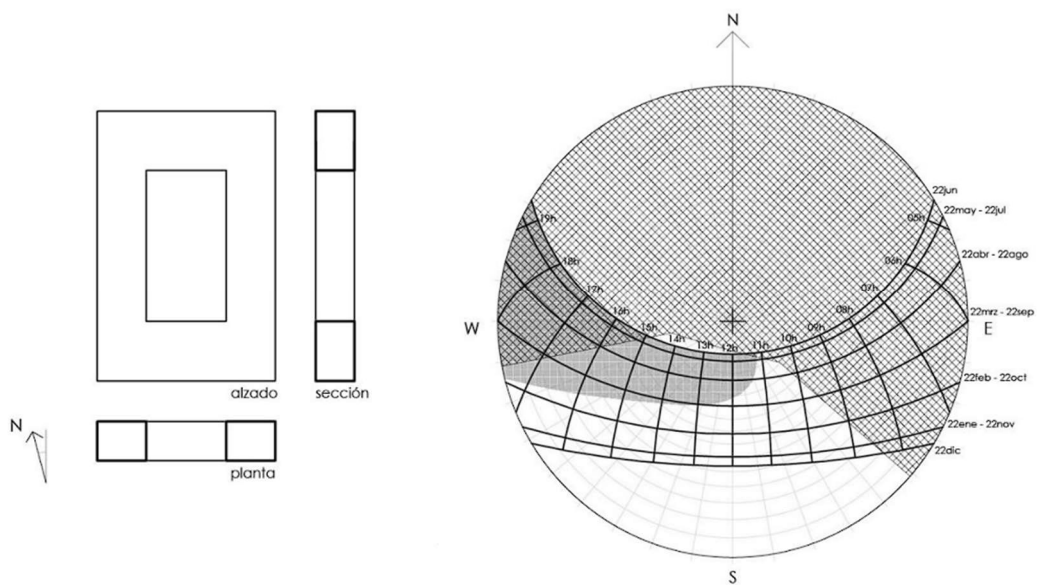 N
19h
18h
17h
16h
15h
14h
13h
12h
11h
10h
09h
08h
07h
06h
05h
22jun
22may - 22jul
22abr - 22ago
22mrz - 22sep
W
E
22feb - 22oct
22ene - 22nov
22dic
S
alzado
sección
N
planta